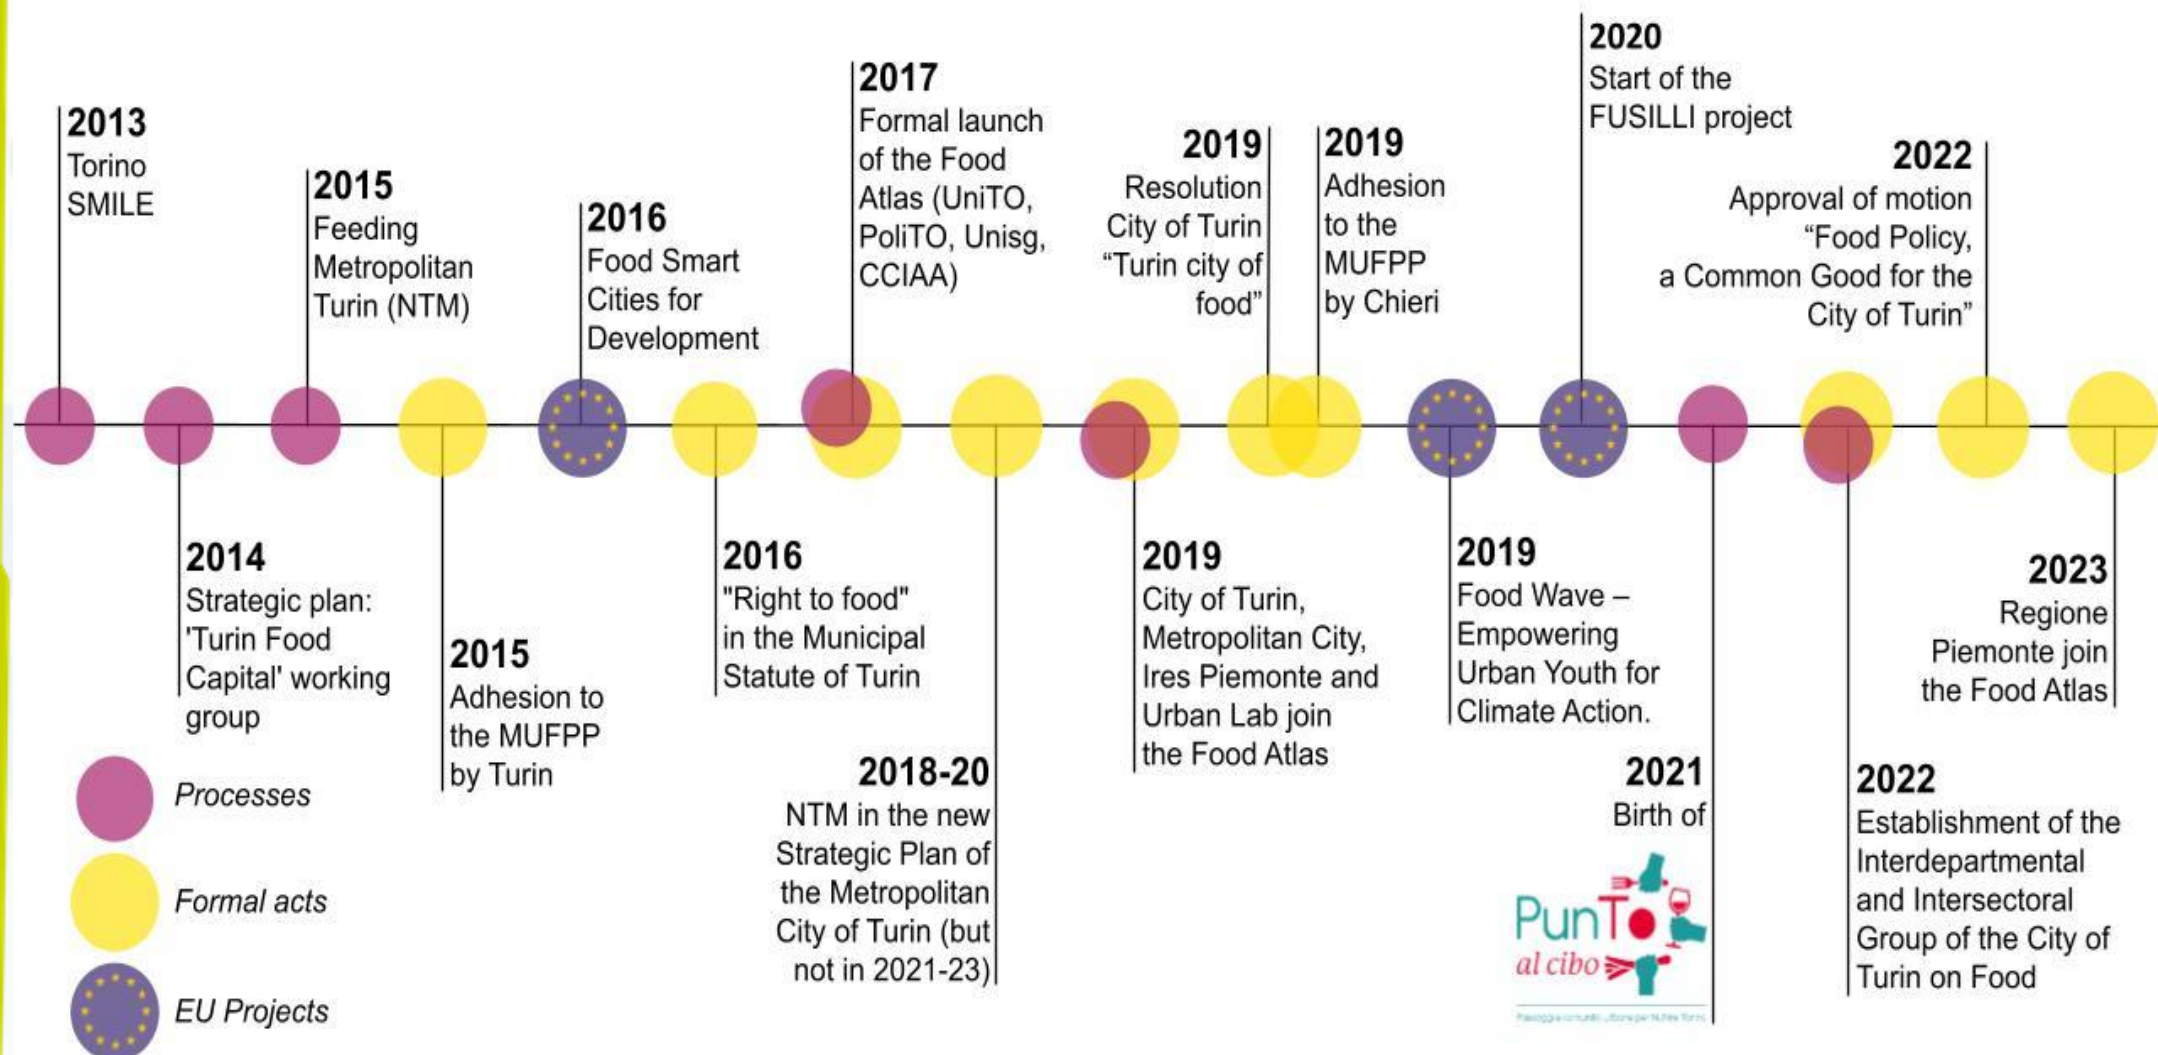 2013
Torino
SMILE
2014
Strategic plan:
'Turin Food
Capital' working
group
2015
Feeding
Metropolitan
Turin (NTM)
2015
Adhesion to
the MUFPP
by Turin
2016
Food Smart
Cities for
Development
2016
"Right to food"
in the Municipal
Statute of Turin
2017
Formal launch
of the Food
Atlas (UniTO,
PoliTO, Unisg,
CCIAA)
2018-20
NTM in the new
Strategic Plan of
the Metropolitan
City of Turin (but
not in 2021-23)
2019
City of Turin,
Metropolitan City,
Ires Piemonte and
Urban Lab join
the Food Atlas
2019
Resolution
City of Turin
“Turin city of
food”
2019
Adhesion
to the
MUFPP
by Chieri
2019
Food Wave –
Empowering
Urban Youth for
Climate Action.
2020
Start of the
FUSILLI project
2021
Birth of
PunTo
al cibo
2022
Establishment of the
Interdepartmental
and Intersectoral
Group of the City of
Turin on Food
2022
Approval of motion
“Food Policy,
a Common Good for the
City of Turin”
2023
Regione
Piemonte join
the Food Atlas
Processes
Formal acts
EU Projects